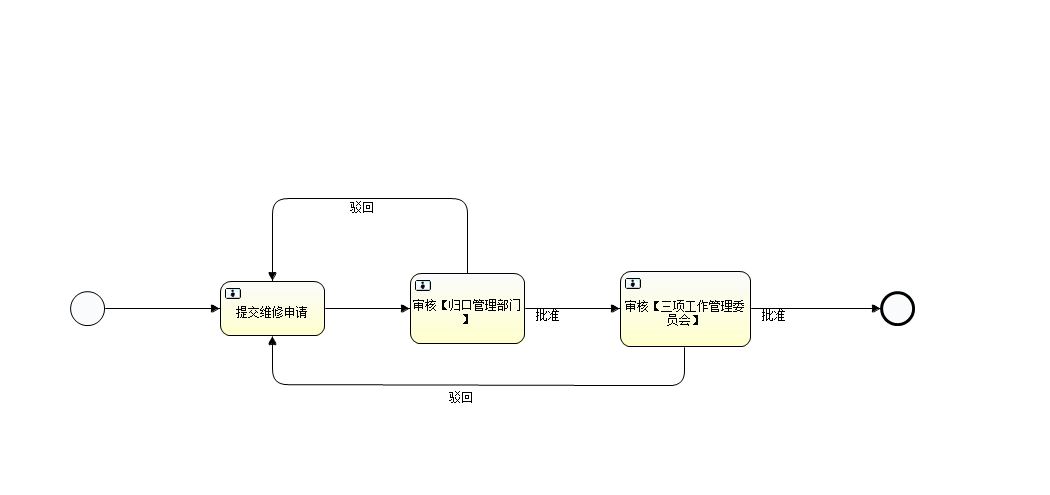 驳回
提交维修申请
审核【归口管理部门
】
批准
审核【三项工作管理委
员会】
批准
驳回